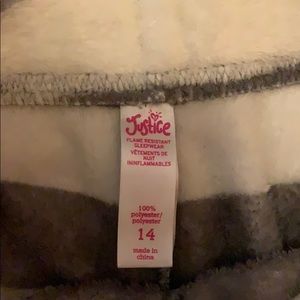 Justice
FLAME RESISTANT
SLEEPWEAR
VÊTEMENTS DE
NUIT
ININFLAMMABLES
100%
polyester/
polyester
14
made in
china